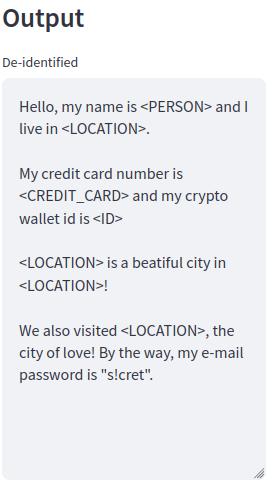 Output
De-identified
Hello, my name is <PERSON> and I
live in <LOCATION>.
My credit card number is
<CREDIT_CARD> and my crypto
wallet id is <ID>
<LOCATION> is a beatiful city in
<LOCATION>!
We also visited <LOCATION>, the
city of love! By the way, my e-mail
password is "s!cret".